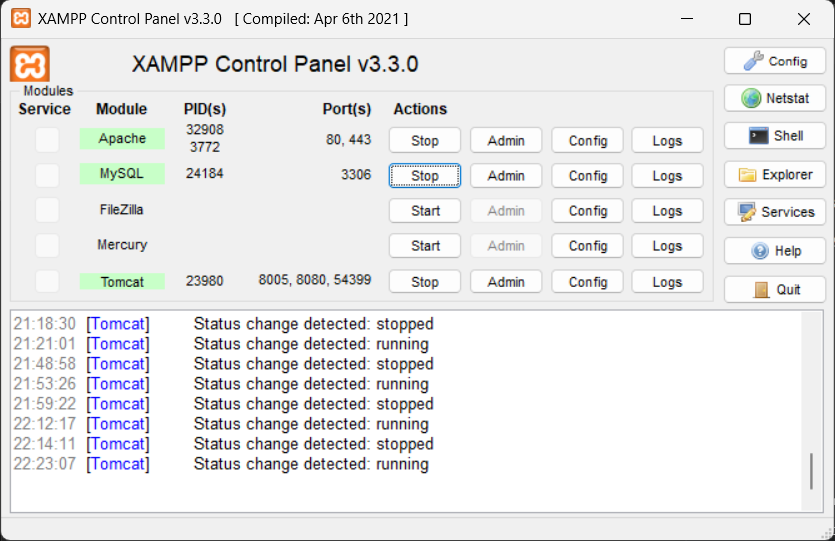 XAMPP Control Panel v3.3.0 [ Compiled: Apr 6th 2021 ]
XAMPP Control Panel v3.3.0
Config
Modules
Service Module PID(s) Port(s) Actions
Netstat
Apache 32908 3772 80, 443 Stop Admin Config Logs
Shell
MySQL 24184 3306 Stop Admin Config Logs
Explorer
FileZilla Start Admin Config Logs
Services
Mercury Start Admin Config Logs
Help
Tomcat 23980 8005, 8080, 54399 Stop Admin Config Logs
Quit
21:18:30 [Tomcat] Status change detected: stopped
21:21:01 [Tomcat] Status change detected: running
21:48:58 [Tomcat] Status change detected: stopped
21:53:26 [Tomcat] Status change detected: running
21:59:22 [Tomcat] Status change detected: stopped
22:12:17 [Tomcat] Status change detected: running
22:14:11 [Tomcat] Status change detected: stopped
22:23:07 [Tomcat] Status change detected: running